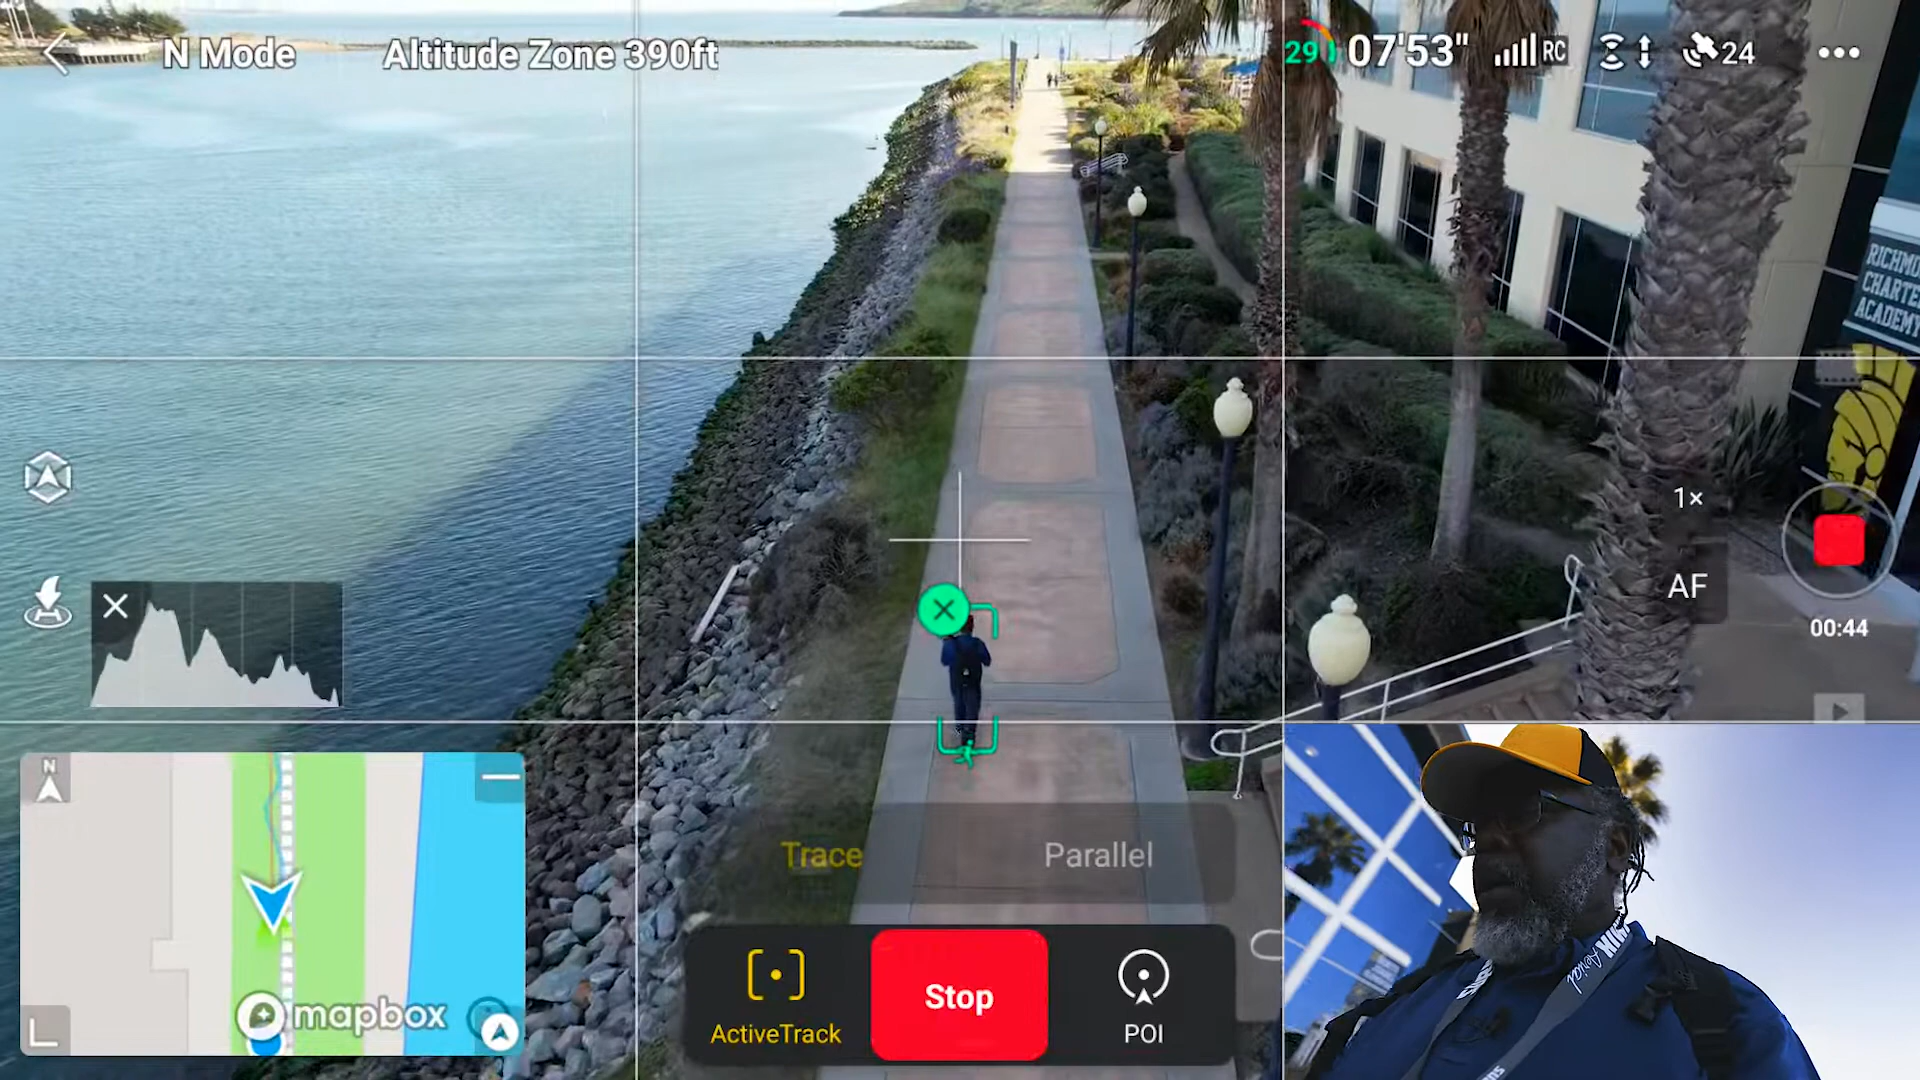 N Mode
Altitude Zone 390ft
29
07'53"
RC
24
RICHMO
CHARTE
ACADEMY
1×
AF
00:44
N
mapbox
Trace
Parallel
ActiveTrack
Stop
POI
Aerial